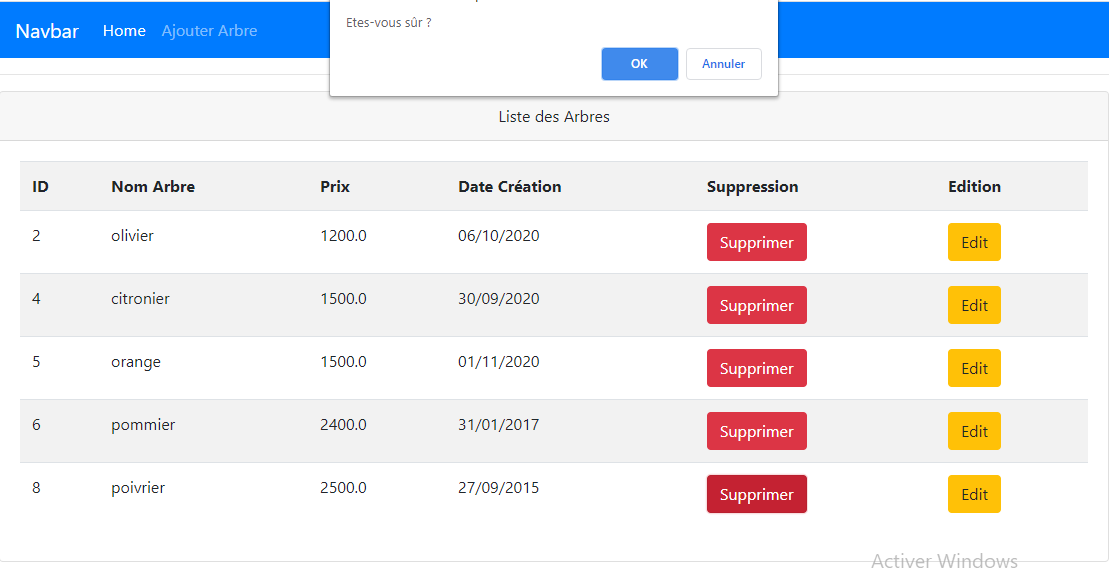 Etes-vous sûr ?
OK Annuler
Navbar Home Ajouter Arbre
Liste des Arbres
ID Nom Arbre Prix Date Création Suppression Edition
2 olivier 1200.0 06/10/2020 Supprimer Edit
4 citronier 1500.0 30/09/2020 Supprimer Edit
5 orange 1500.0 01/11/2020 Supprimer Edit
6 pommier 2400.0 31/01/2017 Supprimer Edit
8 poivrier 2500.0 27/09/2015 Supprimer Edit
Activer Windows